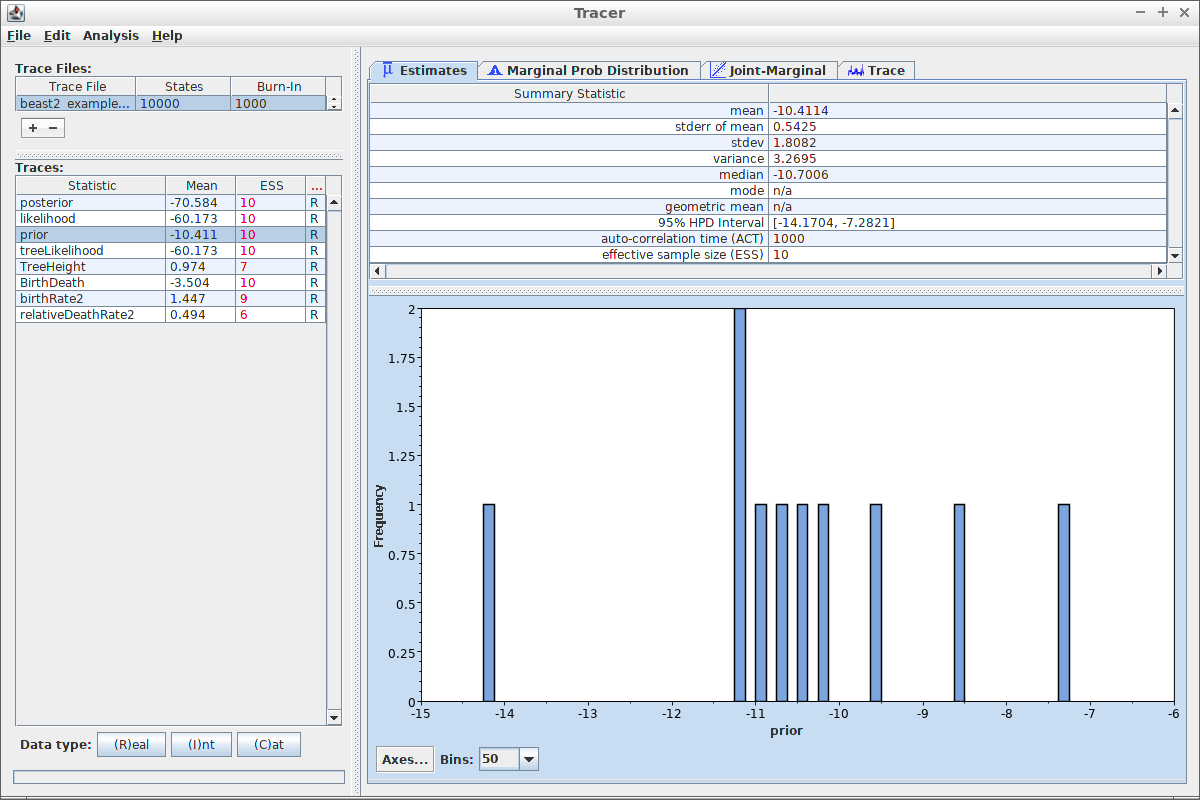 Tracer
File Edit Analysis Help
Trace Files:
Trace File States Burn-In
beast2_example... 10000 1000
+ −
Traces:
Statistic Mean ESS ...
posterior -70.584 10 R
likelihood -60.173 10 R
prior -10.411 10 R
treeLikelihood -60.173 10 R
TreeHeight 0.974 7 R
BirthDeath -3.504 10 R
birthRate2 1.447 9 R
relativeDeathRate2 0.494 6 R
Data type: (R)eal (I)nt (C)at
μ Estimates Marginal Prob Distribution Joint-Marginal Trace
Summary Statistic
mean -10.4114
stderr of mean 0.5425
stdev 1.8082
variance 3.2695
median -10.7006
mode n/a
geometric mean n/a
95% HPD Interval [-14.1704, -7.2821]
auto-correlation time (ACT) 1000
effective sample size (ESS) 10
2
1.75
1.5
1.25
1
0.75
0.5
0.25
0
Frequency
-15 -14 -13 -12 -11 -10 -9 -8 -7 -6
prior
Axes... Bins: 50